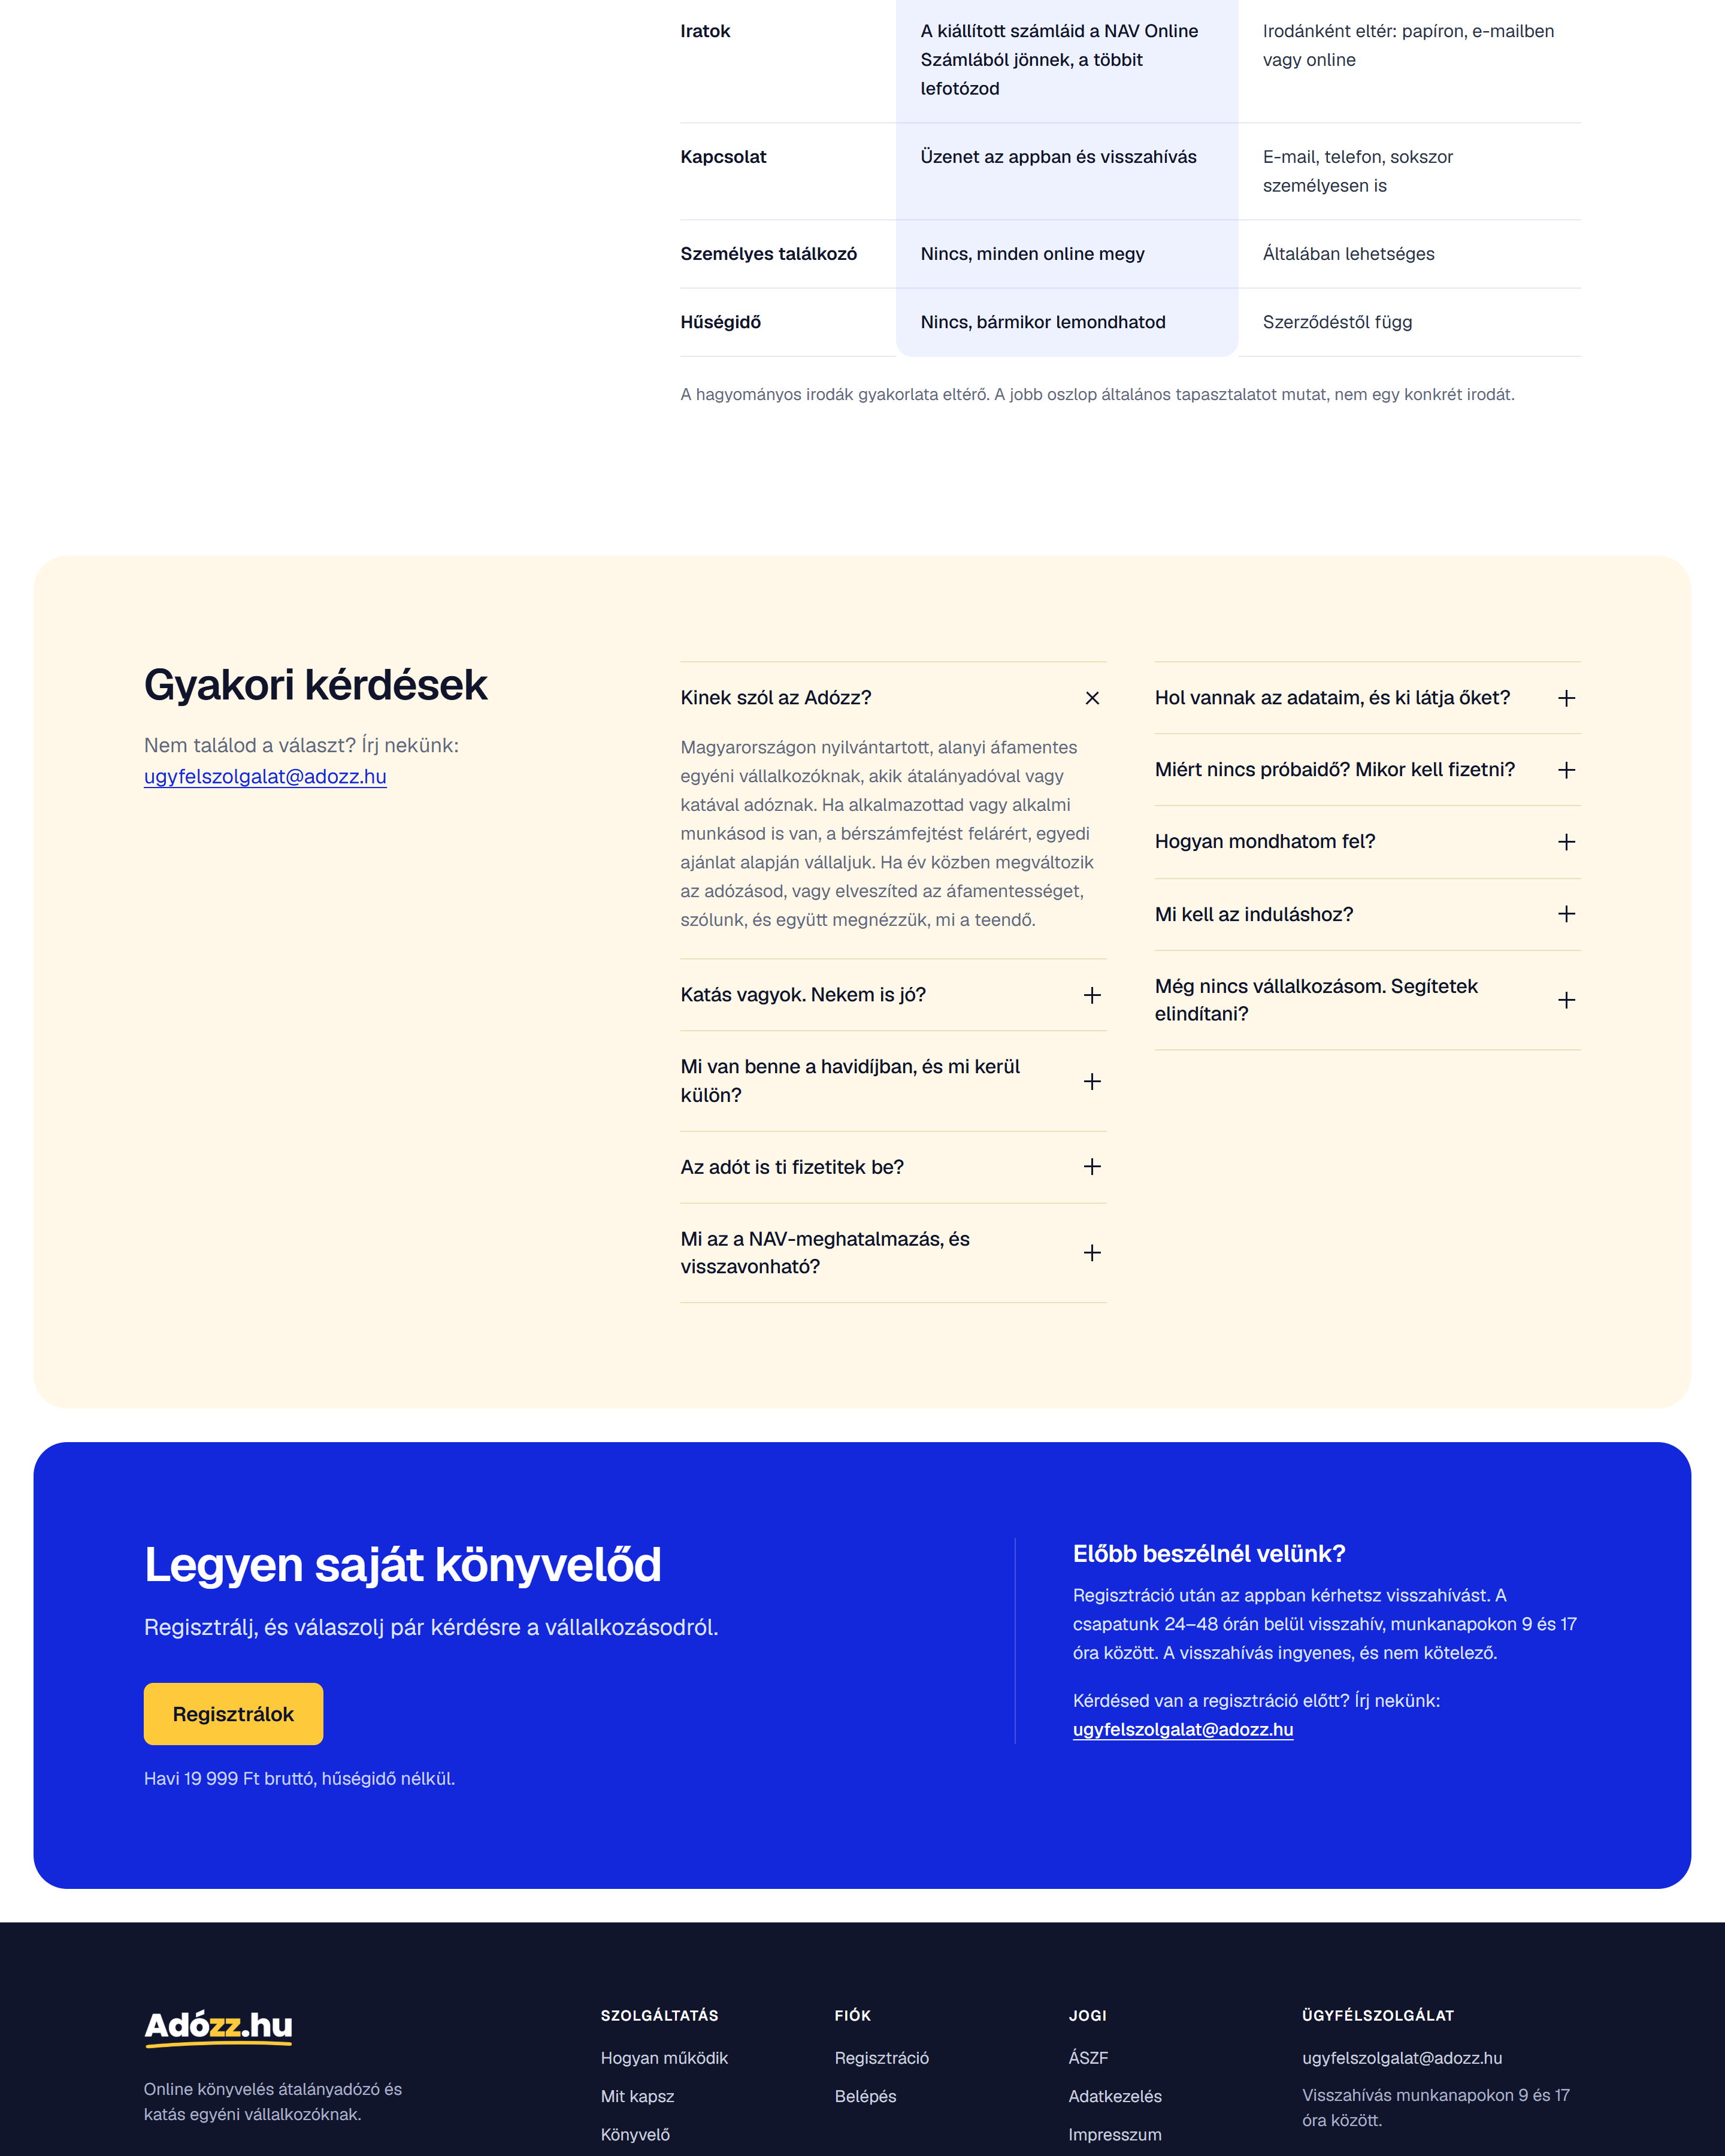 Iratok
A kiállított számláid a NAV Online
Számlából jönnek, a többit
lefotózod
Irodánként eltér: papíron, e-mailben
vagy online
Kapcsolat
Üzenet az appban és visszahívás
E-mail, telefon, sokszor
személyesen is
Személyes találkozó
Nincs, minden online megy
Általában lehetséges
Hűségidő
Nincs, bármikor lemondhatod
Szerződéstől függ
A hagyományos irodák gyakorlata eltérő. A jobb oszlop általános tapasztalatot mutat, nem egy konkrét irodát.
Gyakori kérdések
Nem találod a választ? Írj nekünk:
ugyfelszolgalat@adozz.hu
Kinek szól az Adózz?
Magyarországon nyilvántartott, alanyi áfamentes
egyéni vállalkozóknak, akik átalányadóval vagy
katával adóznak. Ha alkalmazottad vagy alkalmi
munkásod is van, a bérszámfejtést felárért, egyedi
ajánlat alapján vállaljuk. Ha év közben megváltozik
az adózásod, vagy elveszíted az áfamentességet,
szólunk, és együtt megnézzük, mi a teendő.
Katás vagyok. Nekem is jó?
Mi van benne a havidíjban, és mi kerül
külön?
Az adót is ti fizetitek be?
Mi az a NAV-meghatalmazás, és
visszavonható?
Hol vannak az adataim, és ki látja őket?
Miért nincs próbaidő? Mikor kell fizetni?
Hogyan mondhatom fel?
Mi kell az induláshoz?
Még nincs vállalkozásom. Segítetek
elindítani?
Legyen saját könyvelőd
Regisztrálj, és válaszolj pár kérdésre a vállalkozásodról.
Regisztrálok
Havi 19 999 Ft bruttó, hűségidő nélkül.
Előbb beszélnél velünk?
Regisztráció után az appban kérhetsz visszahívást. A
csapatunk 24–48 órán belül visszahív, munkanapokon 9 és 17
óra között. A visszahívás ingyenes, és nem kötelező.
Kérdésed van a regisztráció előtt? Írj nekünk:
ugyfelszolgalat@adozz.hu
Adózz.hu
Online könyvelés átalányadózó és
katás egyéni vállalkozóknak.
SZOLGÁLTATÁS
Hogyan működik
Mit kapsz
Könyvelő
FIÓK
Regisztráció
Belépés
JOGI
ÁSZF
Adatkezelés
Impresszum
ÜGYFÉLSZOLGÁLAT
ugyfelszolgalat@adozz.hu
Visszahívás munkanapokon 9 és 17
óra között.